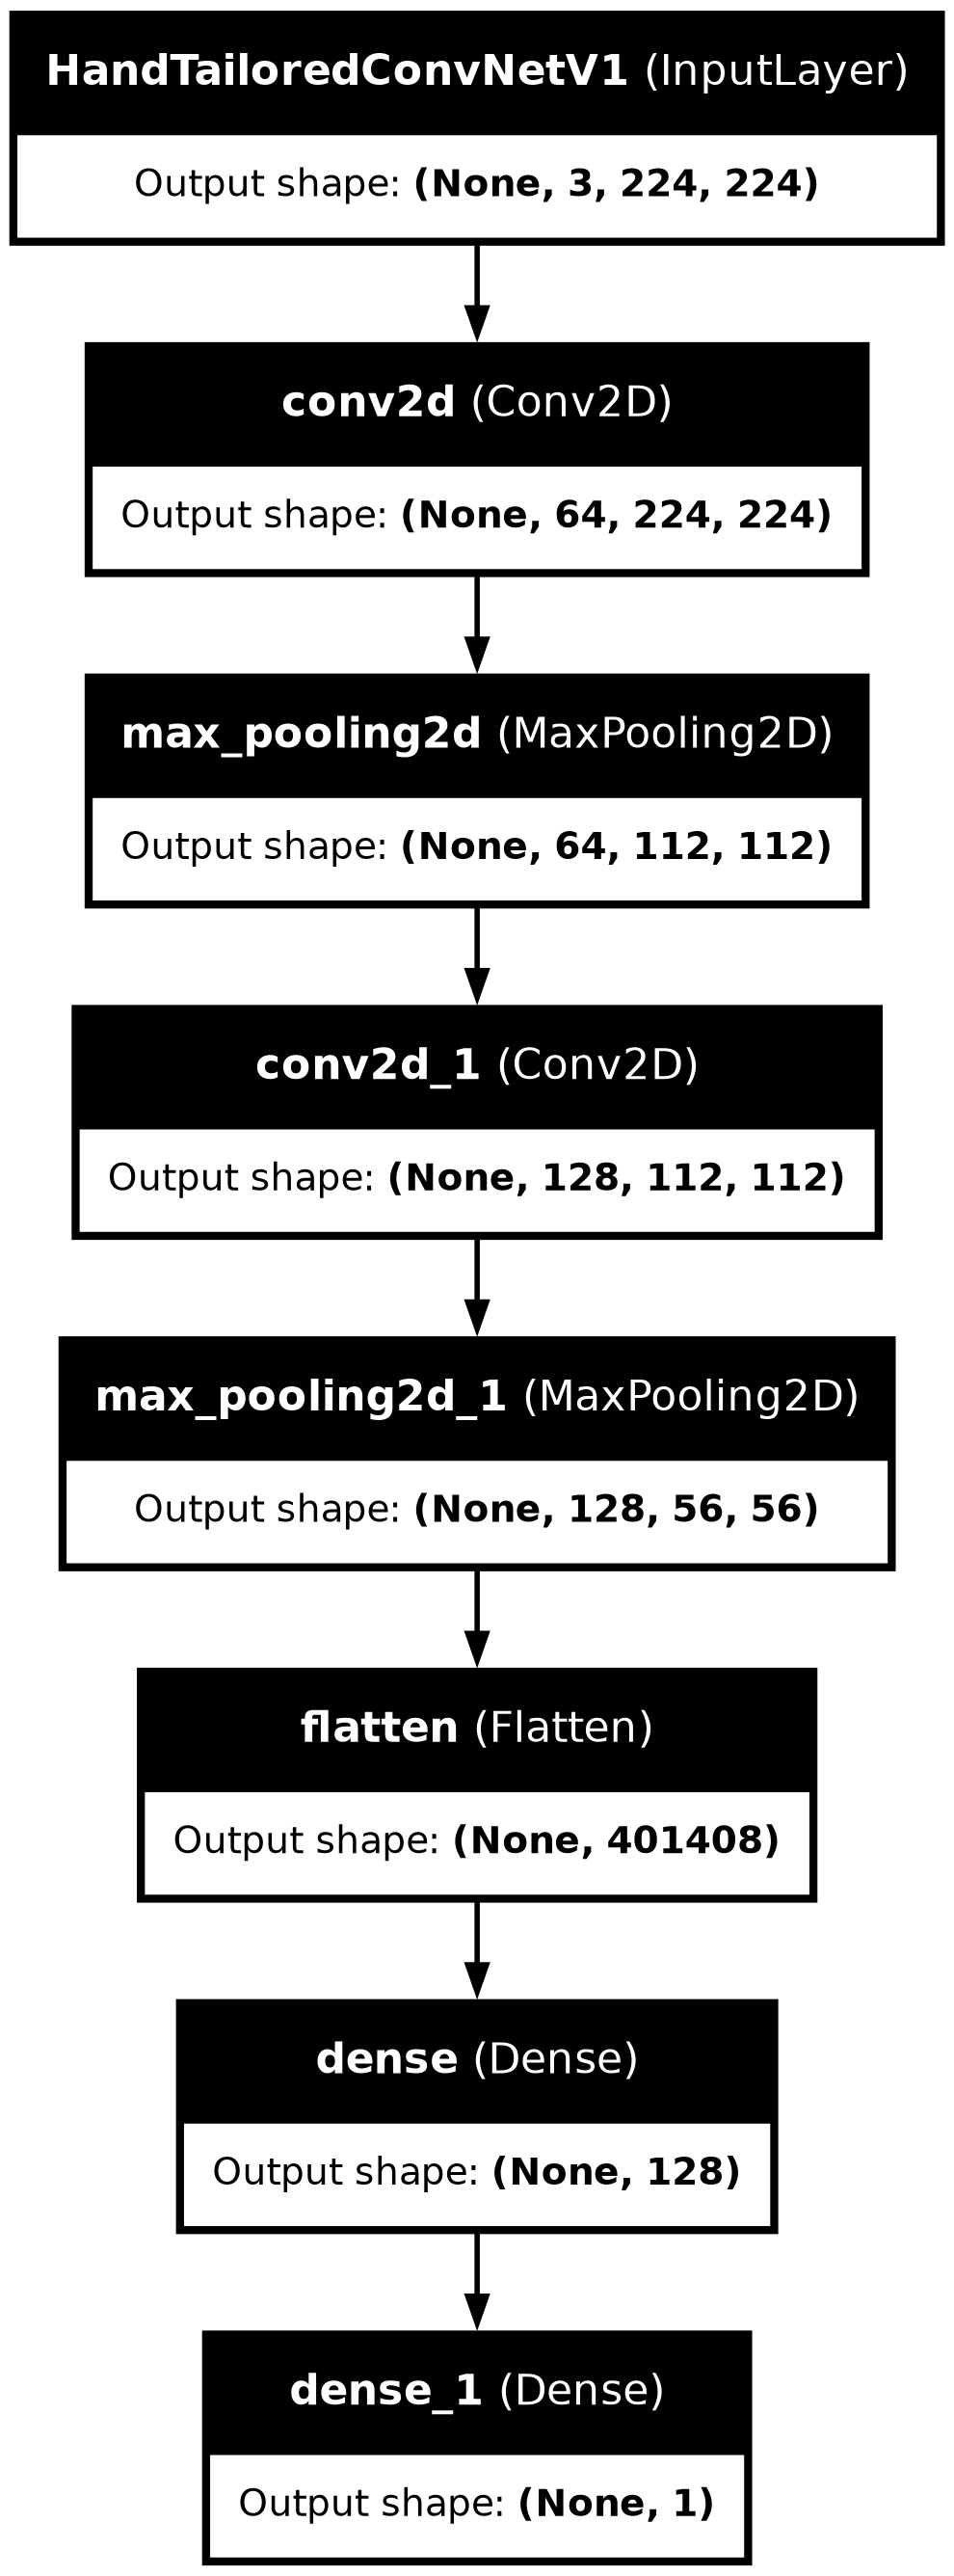 HandTailoredConvNetV1 (InputLayer)
Output shape: (None, 3, 224, 224)
conv2d (Conv2D)
Output shape: (None, 64, 224, 224)
max_pooling2d (MaxPooling2D)
Output shape: (None, 64, 112, 112)
conv2d_1 (Conv2D)
Output shape: (None, 128, 112, 112)
max_pooling2d_1 (MaxPooling2D)
Output shape: (None, 128, 56, 56)
flatten (Flatten)
Output shape: (None, 401408)
dense (Dense)
Output shape: (None, 128)
dense_1 (Dense)
Output shape: (None, 1)